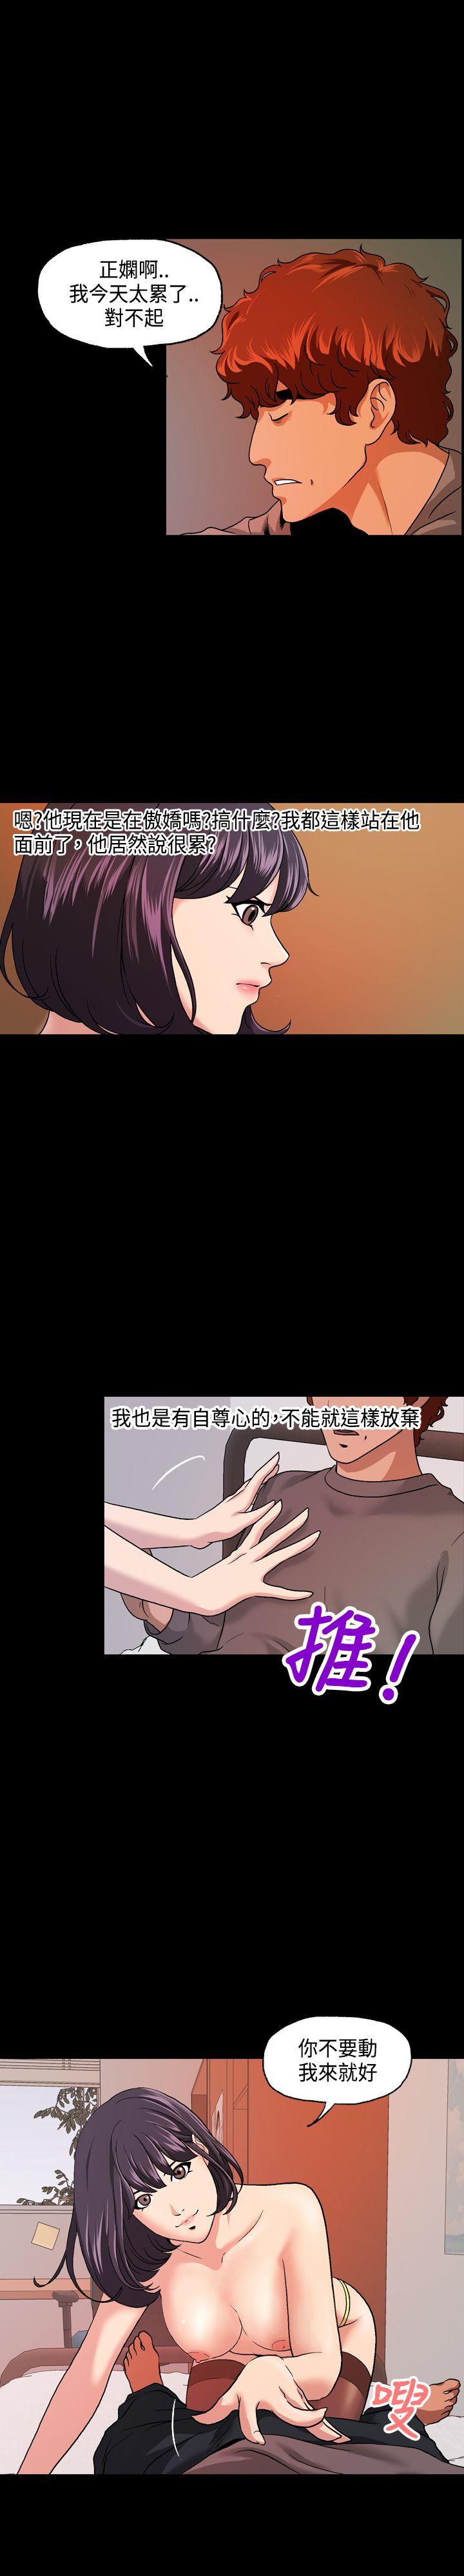 正嫻啊..
我今天太累了..
對不起
嗯?他現在是在傲嬌嗎?搞什麼?我都這樣站在他
面前了，他居然說很累?
我也是有自尊心的,不能就這樣放棄
推!
你不要動
我來就好
嗖